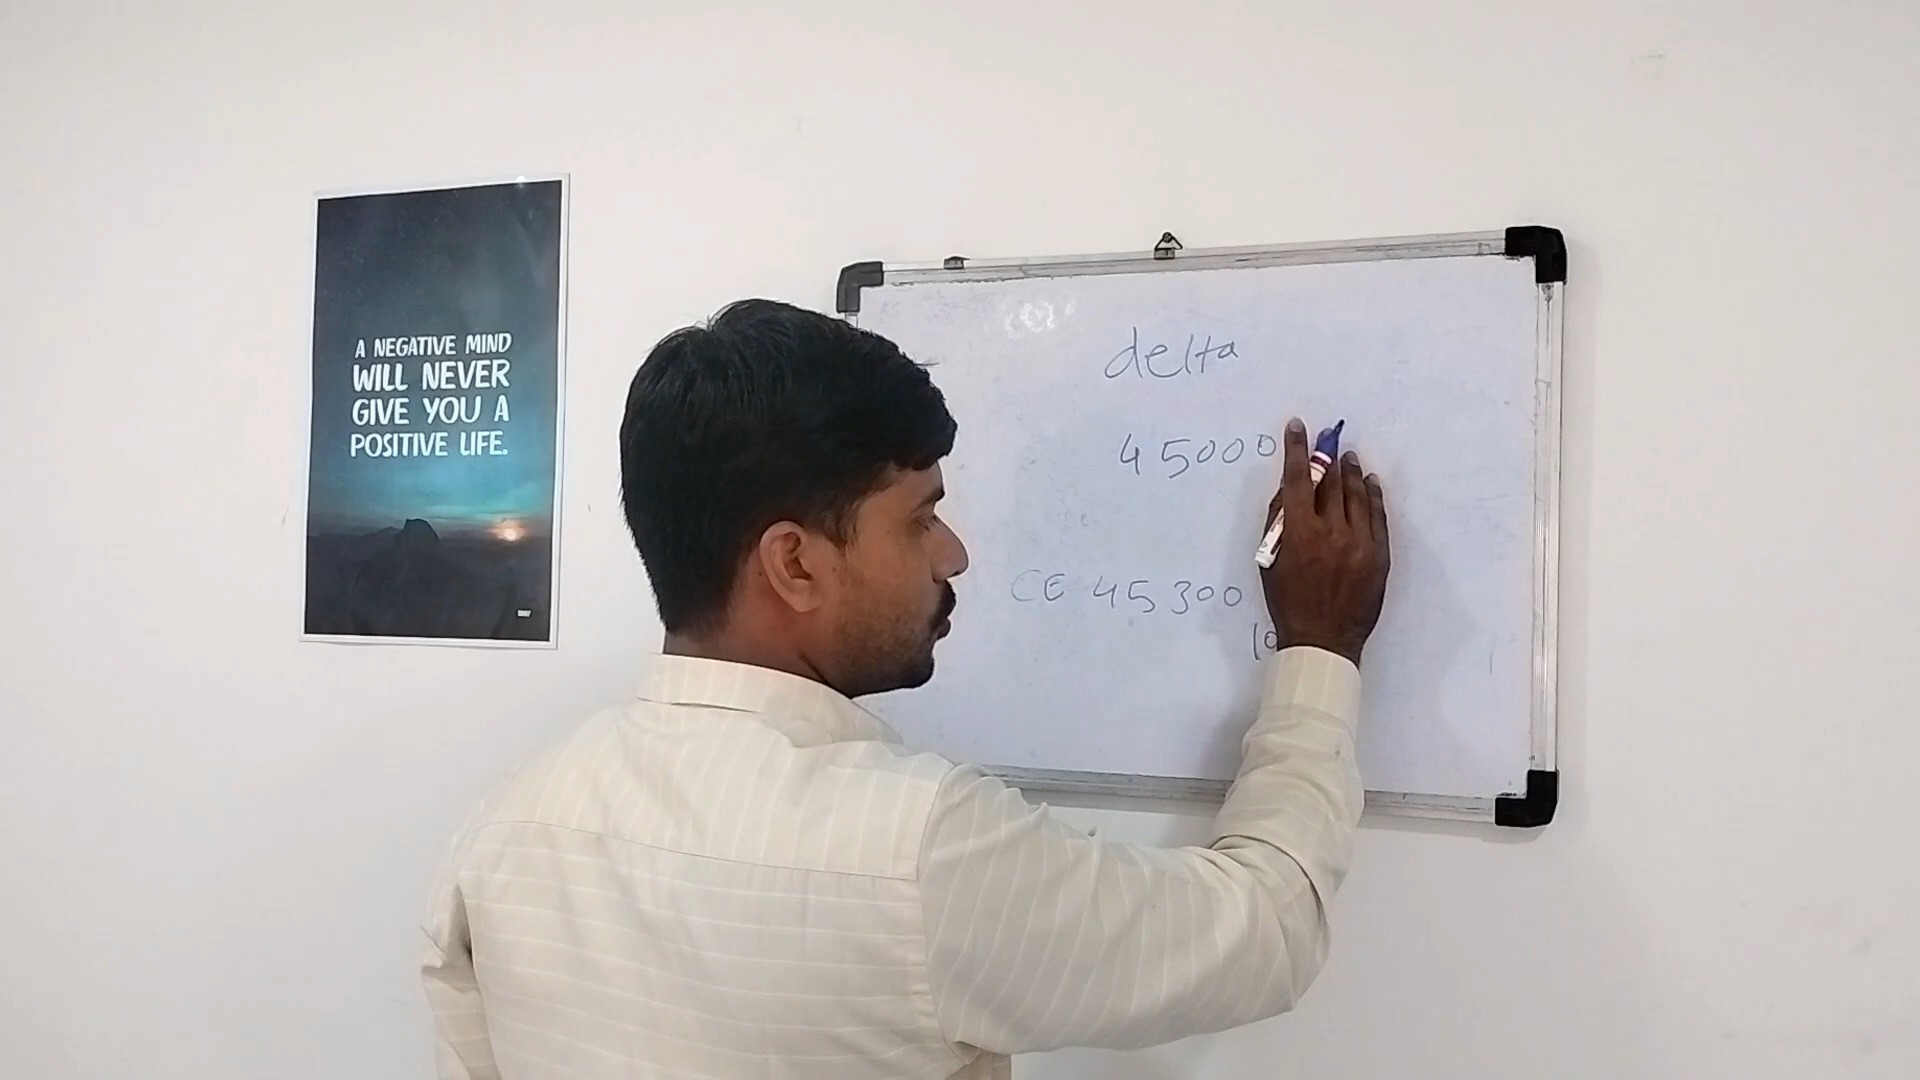 A NEGATIVE MIND
WILL NEVER
GIVE YOU A
POSITIVE LIFE.
delta
45000
CE 45300